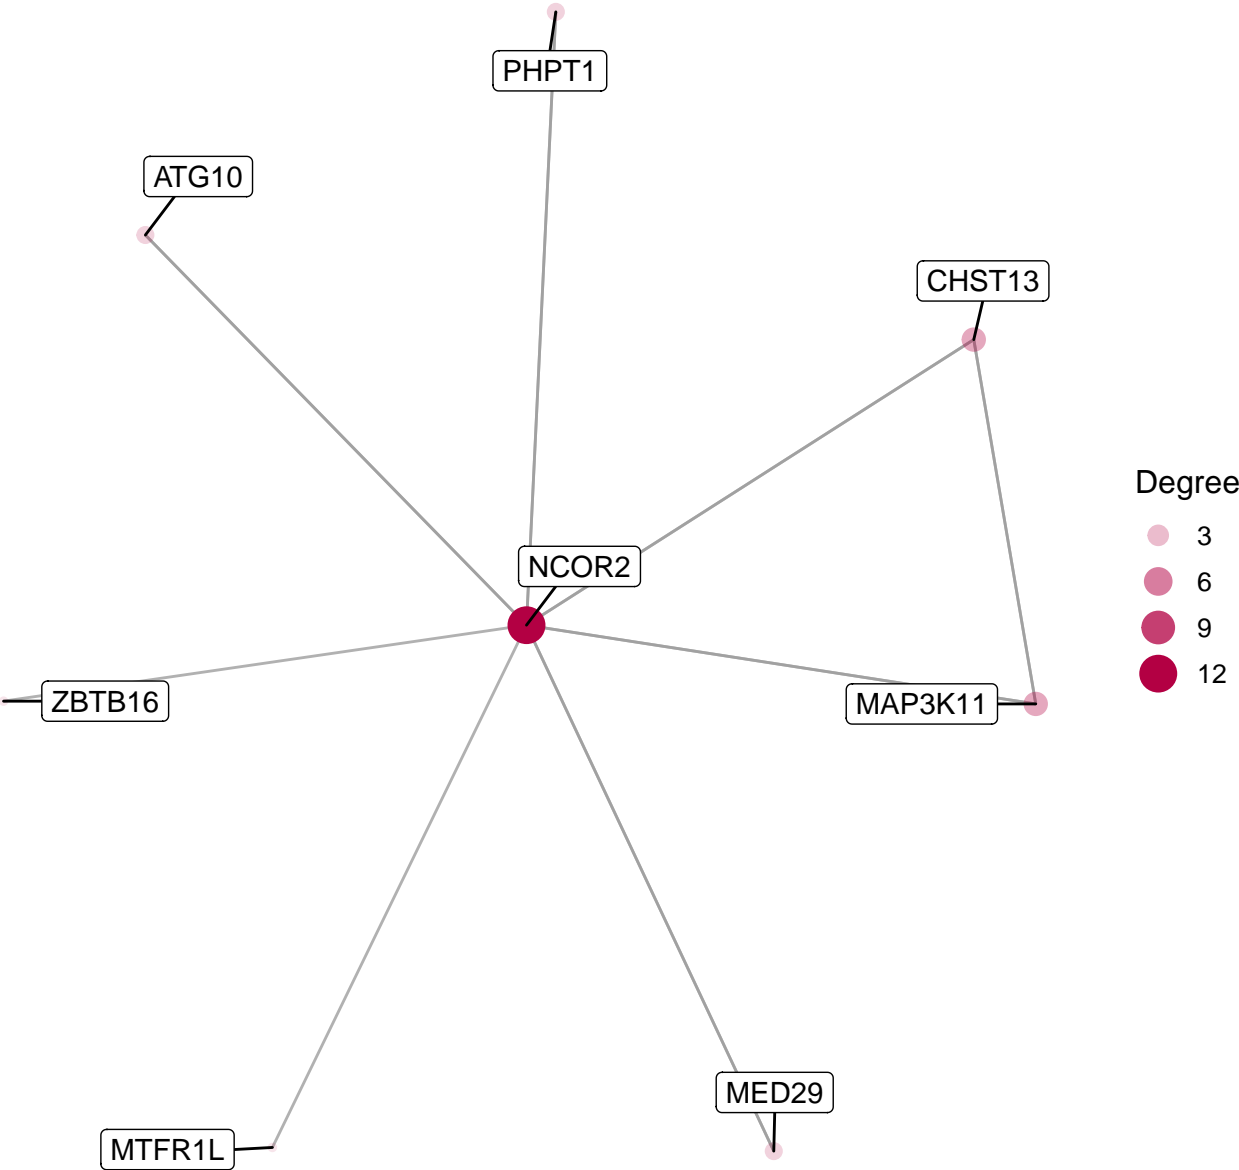 PHPT1
ATG10
CHST13
Degree
3
6
9
12
NCOR2
ZBTB16
MAP3K11
MED29
MTFR1L